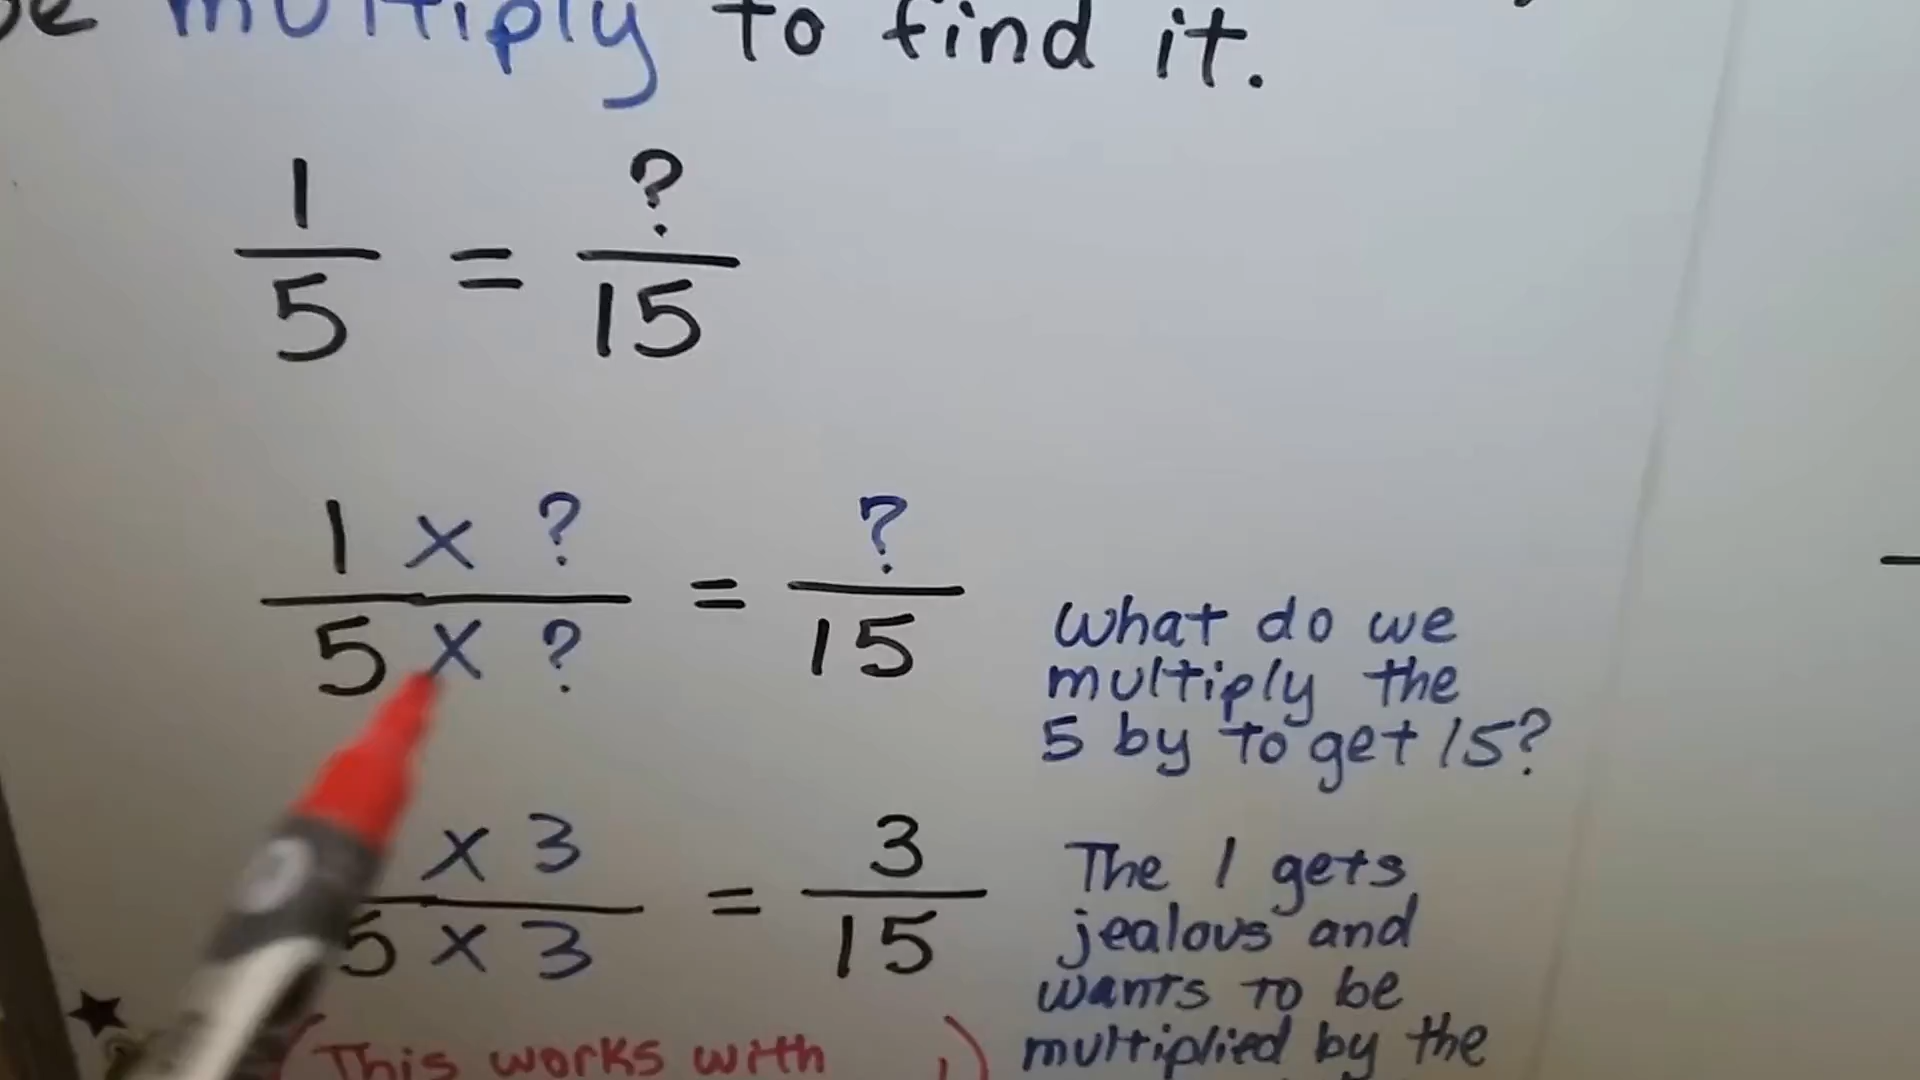 multiply to find it.
1 ?
— = —
5 15
1 x ? ?
— = —
5 x ? 15
What do we
multiply the
5 by to get 15?
x 3 3
— = —
5 x 3 15
The 1 gets
jealous and
wants to be
multiplied by the
(This works with )